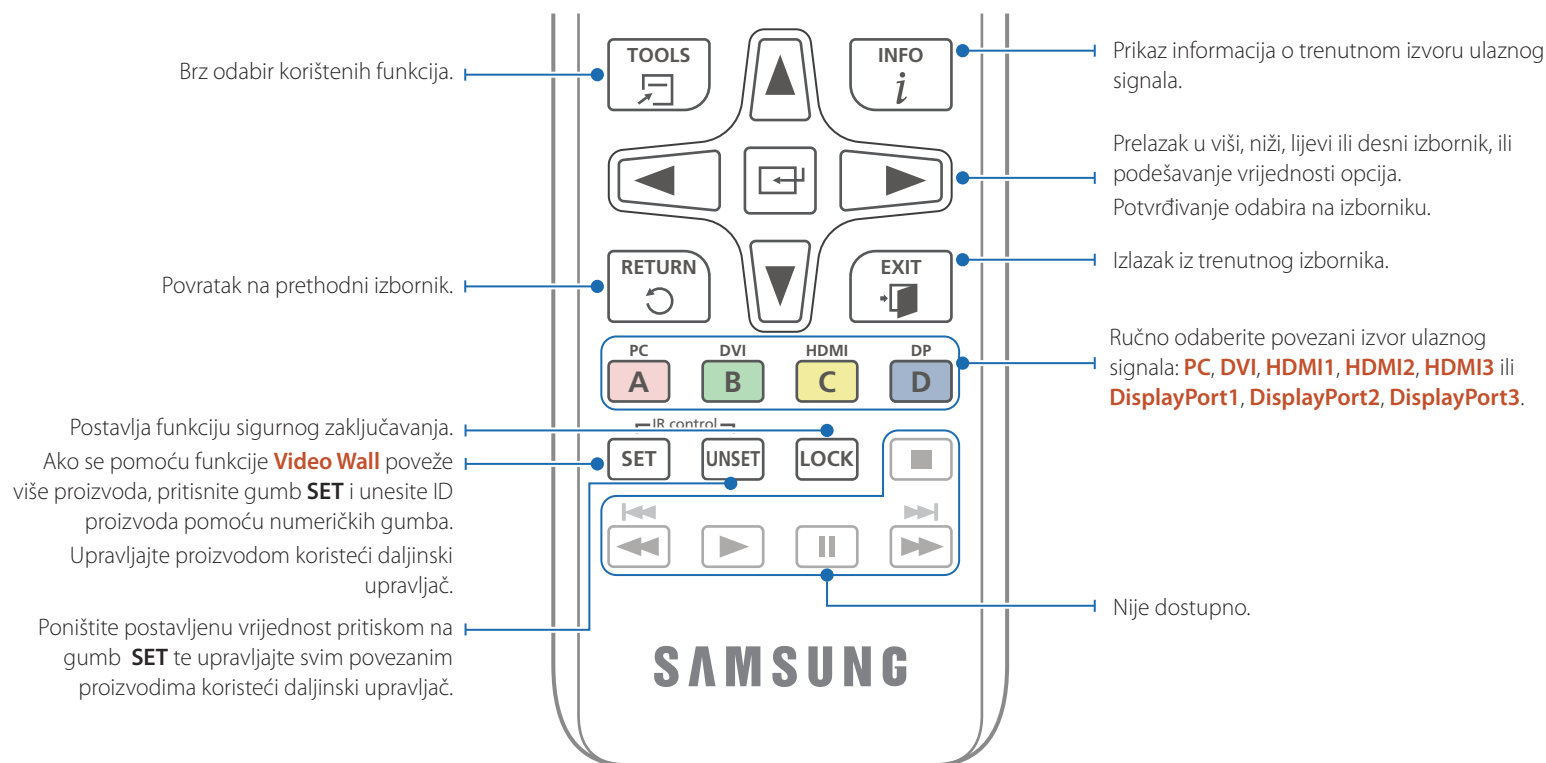 TOOLS
INFO
i
Brz odabir korištenih funkcija.
Prikaz informacija o trenutnom izvoru ulaznog
signala.
Prelazak u viši, niži, lijevi ili desni izbornik, ili
podešavanje vrijednosti opcija.
Potvrđivanje odabira na izborniku.
RETURN
EXIT
Povratak na prethodni izbornik.
Izlazak iz trenutnog izbornika.
PC DVI HDMI DP
A B C D
Ručno odaberite povezani izvor ulaznog
signala: PC, DVI, HDMI1, HDMI2, HDMI3 ili
DisplayPort1, DisplayPort2, DisplayPort3.
IR control
SET UNSET LOCK
Postavlja funkciju sigurnog zaključavanja.
Ako se pomoću funkcije Video Wall poveže
više proizvoda, pritisnite gumb SET i unesite ID
proizvoda pomoću numeričkih gumba.
Upravljajte proizvodom koristeći daljinski
upravljač.
Nije dostupno.
Poništite postavljenu vrijednost pritiskom na
gumb SET te upravljajte svim povezanim
proizvodima koristeći daljinski upravljač.
SAMSUNG